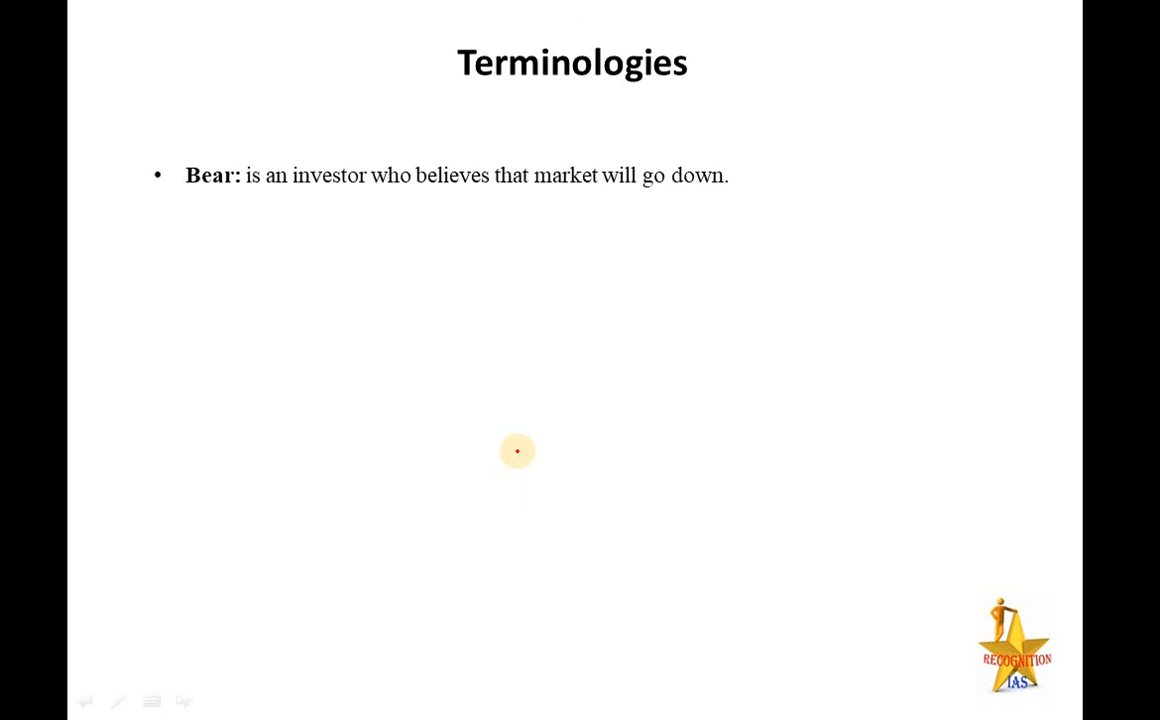 Terminologies
• Bear: is an investor who believes that market will go down.
RECOGNITION
IAS